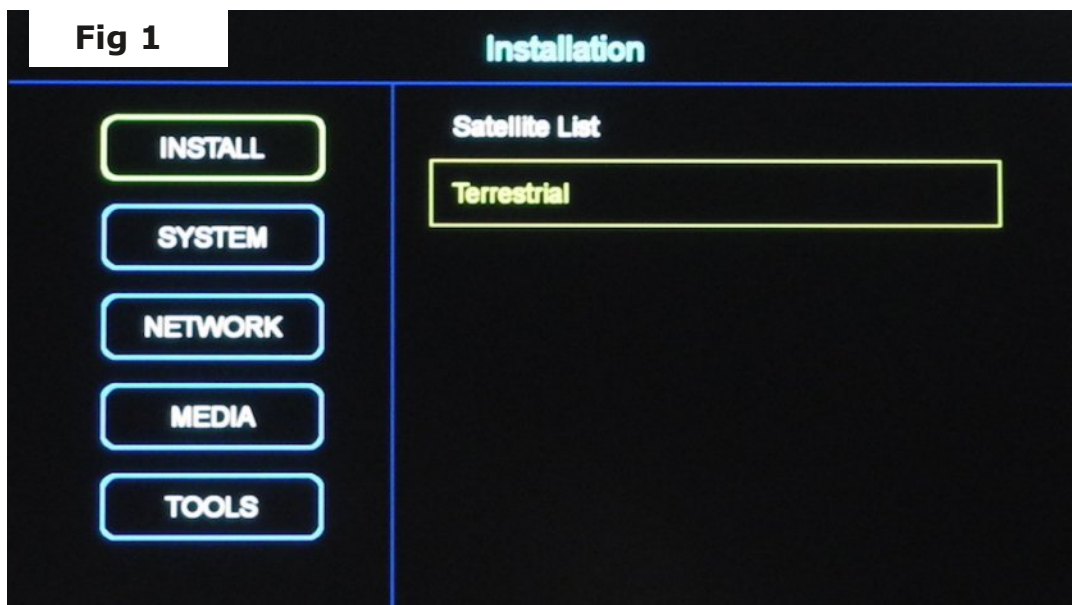 Fig 1
Installation
INSTALL
SYSTEM
NETWORK
MEDIA
TOOLS
Satellite List
Terrestrial